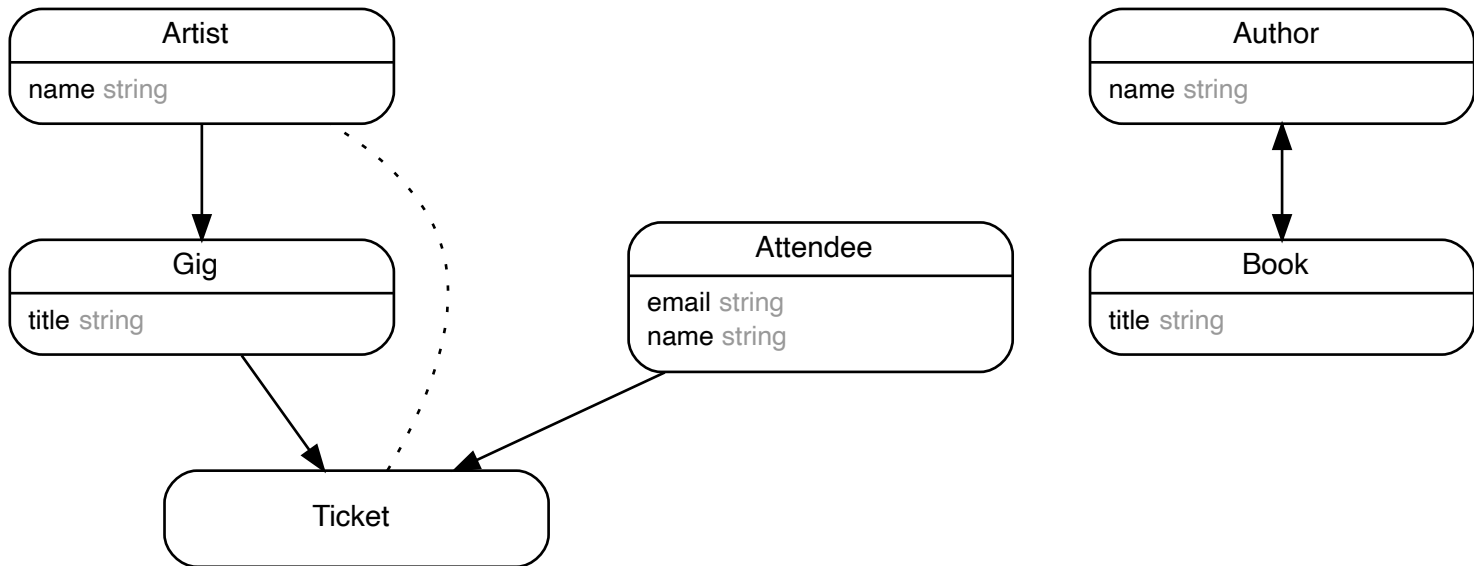 Artist
name string
Gig
title string
Attendee
email string
name string
Ticket
Author
name string
Book
title string